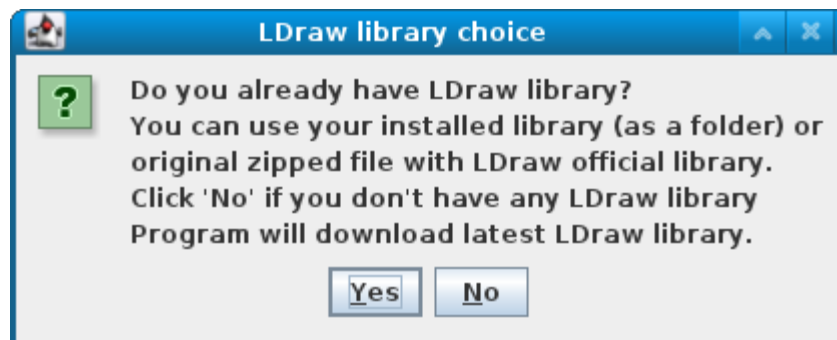 LDraw library choice
Do you already have LDraw library?
You can use your installed library (as a folder) or
original zipped file with LDraw official library.
Click 'No' if you don't have any LDraw library
Program will download latest LDraw library.
Yes No